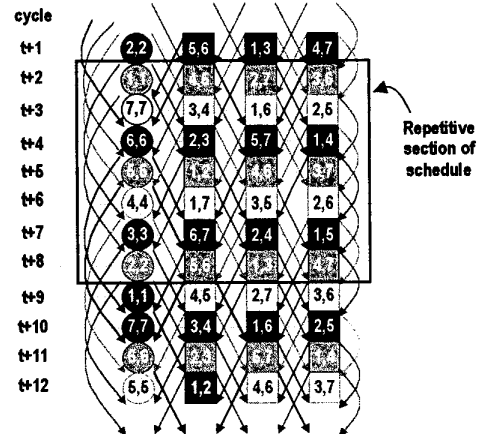 cycle
t+1 2,2 5,6 1,3 4,7
t+2
t+3 7,7 3,4 1,6 2,5
t+4 6,6 2,3 5,7 1,4
t+5
t+6 4,4 1,7 3,5 2,6
t+7 3,3 6,7 2,4 1,5
t+8
t+9 1,1 4,5 2,7 3,6
t+10 7,7 3,4 1,6 2,5
t+11
t+12 5,5 1,2 4,6 3,7
Repetitive
section of
schedule